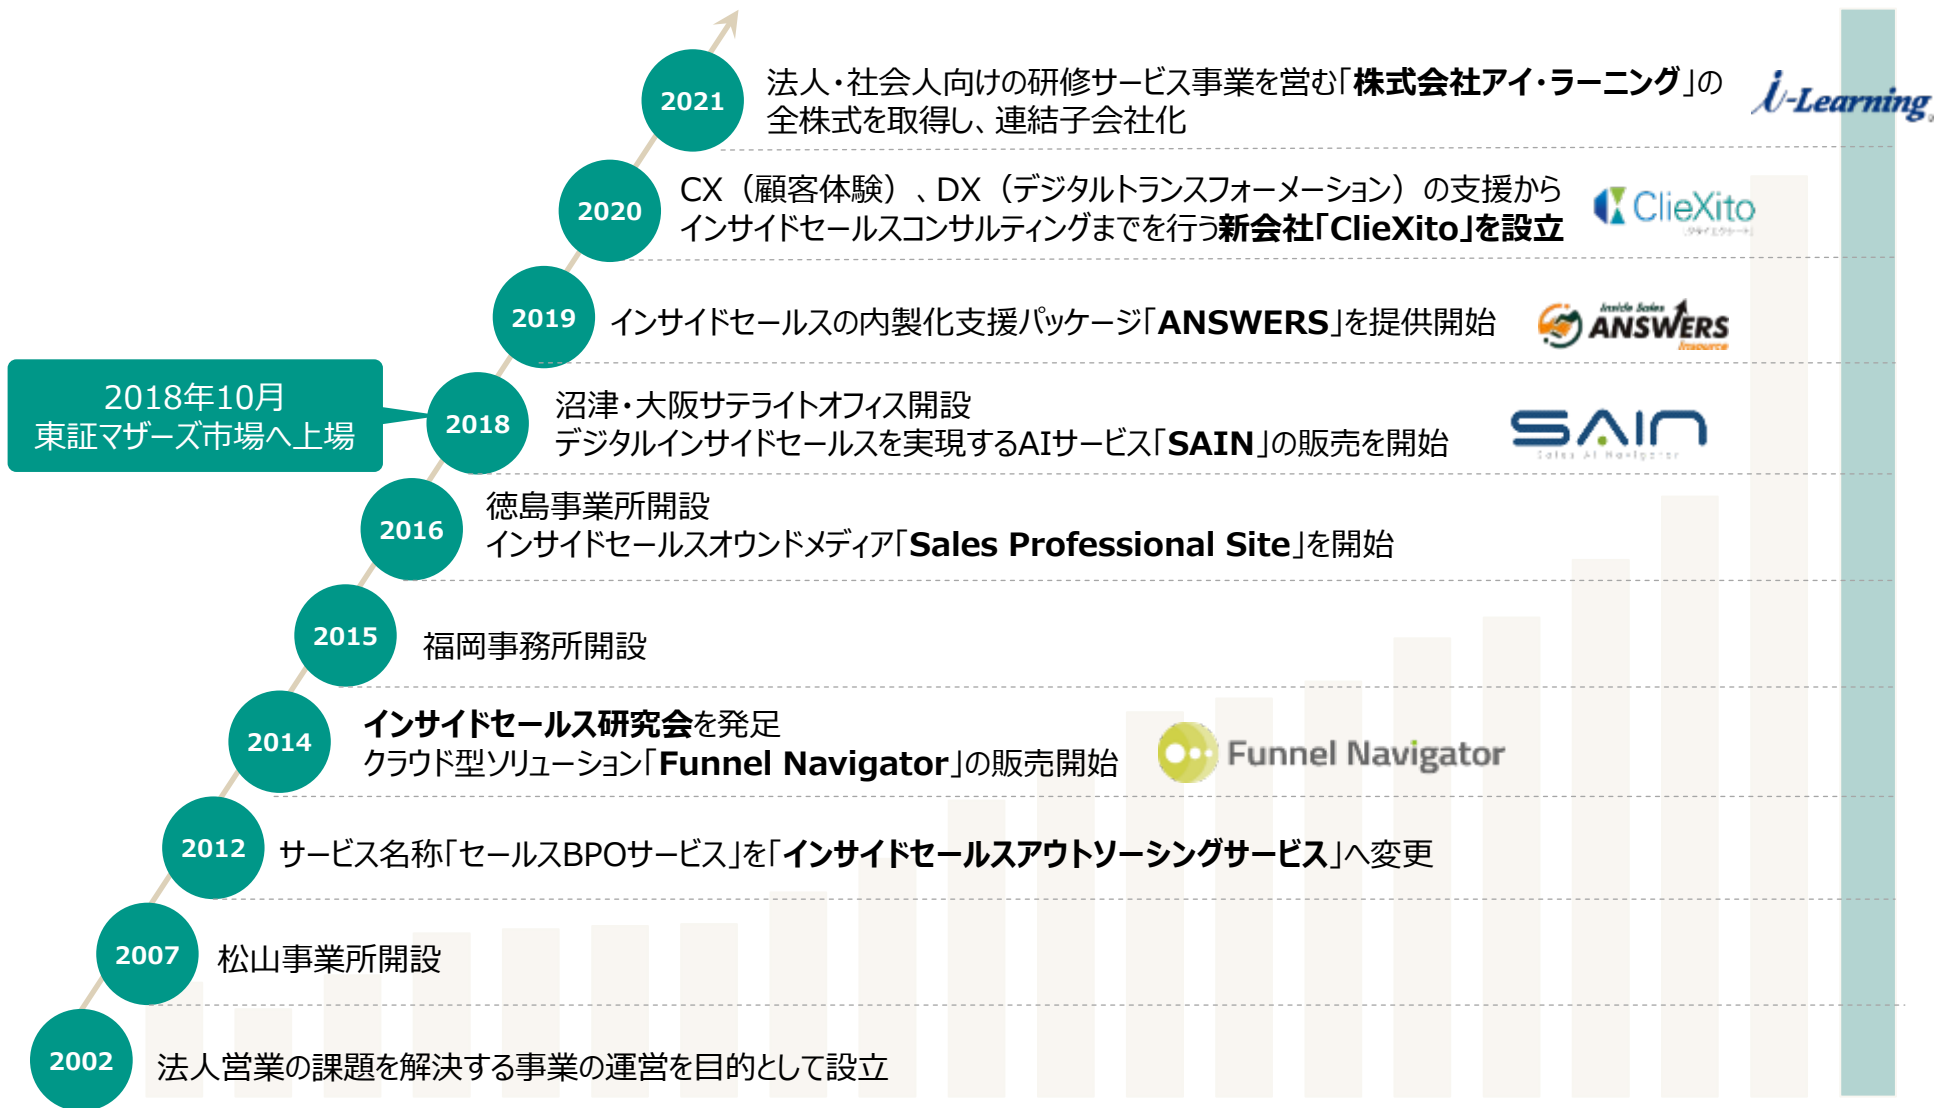 2021
法人・社会人向けの研修サービス事業を営む「株式会社アイ・ラーニング」の
全株式を取得し、連結子会社化
i-Learning®
2020
CX（顧客体験）、DX（デジタルトランスフォーメーション）の支援から
インサイドセールスコンサルティングまでを行う新会社「ClieXito」を設立
ClieXito
［クライエクシート］
2019
インサイドセールスの内製化支援パッケージ「ANSWERS」を提供開始
Inside Sales
ANSWERS
Insource
2018年10月
東証マザーズ市場へ上場
2018
沼津・大阪サテライトオフィス開設
デジタルインサイドセールスを実現するAIサービス「SAIN」の販売を開始
SAIN
Sales AI Navigator
2016
徳島事業所開設
インサイドセールスオウンドメディア「Sales Professional Site」を開始
2015
福岡事務所開設
2014
インサイドセールス研究会を発足
クラウド型ソリューション「Funnel Navigator」の販売開始
Funnel Navigator
2012
サービス名称「セールスBPOサービス」を「インサイドセールスアウトソーシングサービス」へ変更
2007
松山事業所開設
2002
法人営業の課題を解決する事業の運営を目的として設立